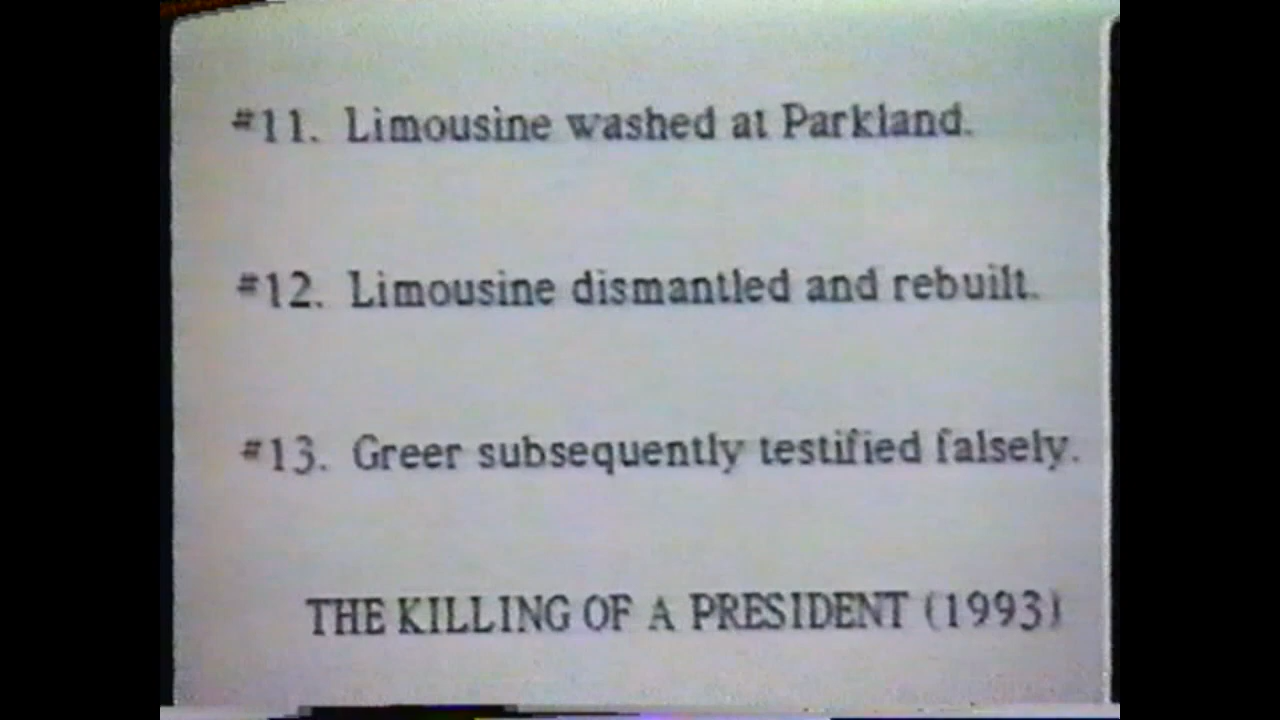 #11. Limousine washed at Parkland.
#12. Limousine dismantled and rebuilt.
#13. Greer subsequently testified falsely.
THE KILLING OF A PRESIDENT (1993)